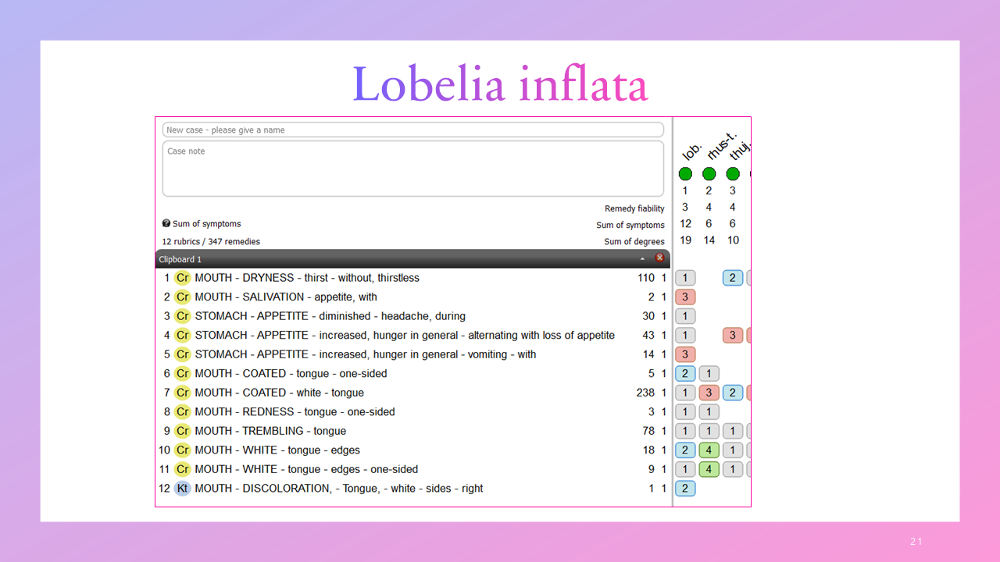 Lobelia inflata
New case - please give a name
Case note
lob. rhus-t. thuj.
1 2 3
Remedy fiability 3 4 4
Sum of symptoms Sum of symptoms 12 6 6
12 rubrics / 347 remedies Sum of degrees 19 14 10
Clipboard 1
1 Cr MOUTH - DRYNESS - thirst - without, thirstless 110 1 1 2
2 Cr MOUTH - SALIVATION - appetite, with 2 1 3
3 Cr STOMACH - APPETITE - diminished - headache, during 30 1 1
4 Cr STOMACH - APPETITE - increased, hunger in general - alternating with loss of appetite 43 1 1 3
5 Cr STOMACH - APPETITE - increased, hunger in general - vomiting - with 14 1 3
6 Cr MOUTH - COATED - tongue - one-sided 5 1 2 1
7 Cr MOUTH - COATED - white - tongue 238 1 1 3 2
8 Cr MOUTH - REDNESS - tongue - one-sided 3 1 1 1
9 Cr MOUTH - TREMBLING - tongue 78 1 1 1 1
10 Cr MOUTH - WHITE - tongue - edges 18 1 2 4 1
11 Cr MOUTH - WHITE - tongue - edges - one-sided 9 1 1 4 1
12 Kt MOUTH - DISCOLORATION, - Tongue, - white - sides - right 1 1 2
21